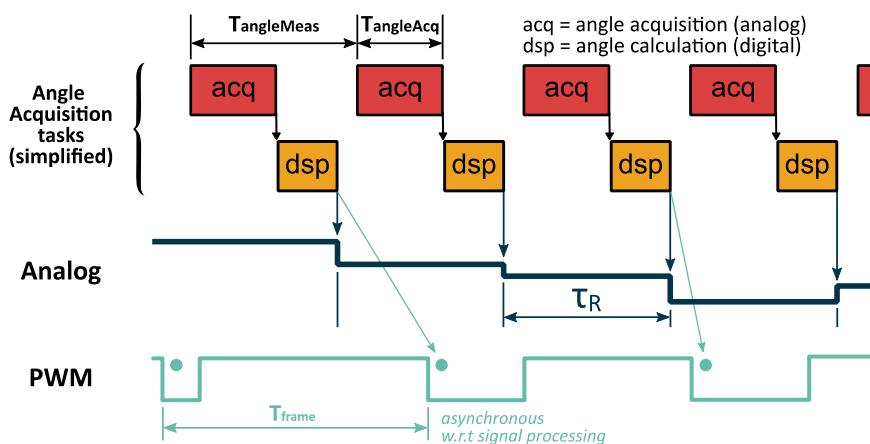 TangleMeas
TangleAcq
acq = angle acquisition (analog)
dsp = angle calculation (digital)
Angle
Acquisition
tasks
(simplified)
acq
acq
acq
acq
dsp
dsp
dsp
dsp
Analog
τR
PWM
Tframe
asynchronous
w.r.t signal processing